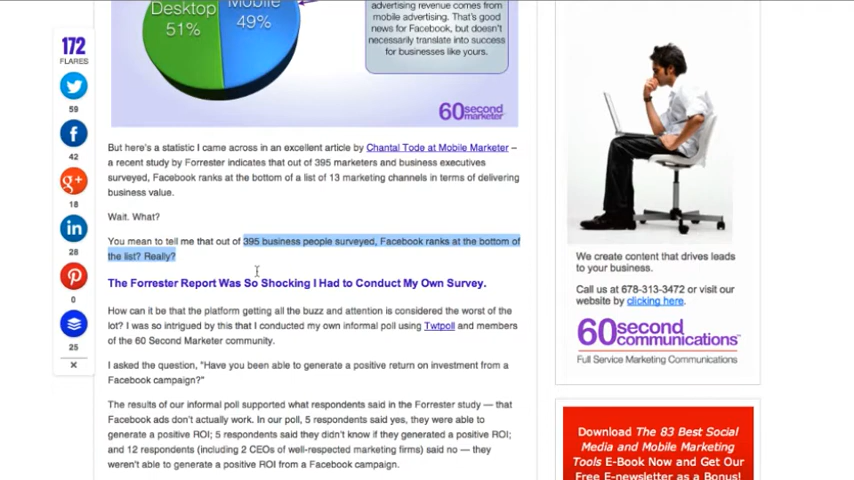 172
FLARES
59
42
18
28
0
25
Desktop
51%
Mobile
49%
advertising revenue comes from
mobile advertising. That's good
news for Facebook, but doesn't
necessarily translate into success
for businesses like yours.
60second
marketer
But here's a statistic I came across in an excellent article by Chantal Tode at Mobile Marketer –
a recent study by Forrester indicates that out of 395 marketers and business executives
surveyed, Facebook ranks at the bottom of a list of 13 marketing channels in terms of delivering
business value.
Wait. What?
You mean to tell me that out of 395 business people surveyed, Facebook ranks at the bottom of
the list? Really?
The Forrester Report Was So Shocking I Had to Conduct My Own Survey.
How can it be that the platform getting all the buzz and attention is considered the worst of the
lot? I was so intrigued by this that I conducted my own informal poll using Twtpoll and members
of the 60 Second Marketer community.
I asked the question, "Have you been able to generate a positive return on investment from a
Facebook campaign?"
The results of our informal poll supported what respondents said in the Forrester study — that
Facebook ads don't actually work. In our poll, 5 respondents said yes, they were able to
generate a positive ROI; 5 respondents said they didn't know if they generated a positive ROI;
and 12 respondents (including 2 CEOs of well-respected marketing firms) said no — they
weren't able to generate a positive ROI from a Facebook campaign.
We create content that drives leads
to your business.
Call us at 678-313-3472 or visit our
website by clicking here.
60second
communications™
Full Service Marketing Communications
Download The 83 Best Social
Media and Mobile Marketing
Tools E-Book Now and Get Our
Free E-newsletter as a Bonus!